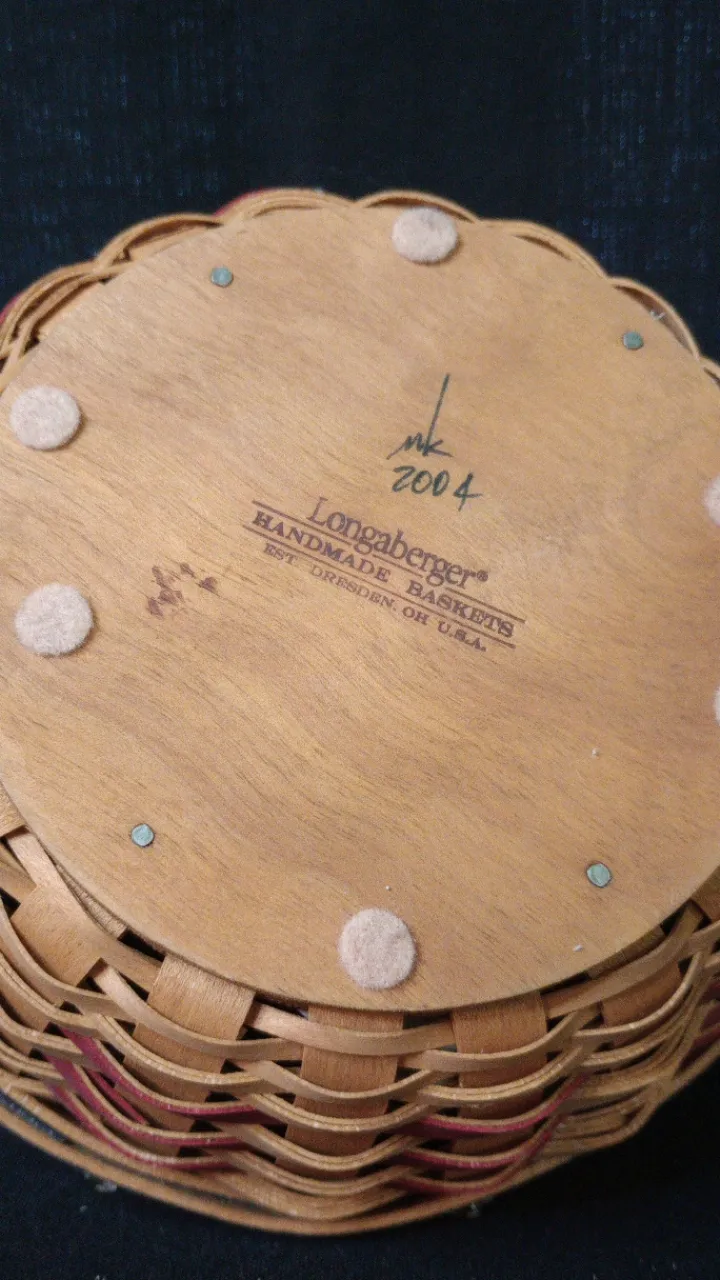 mk
2004
Longaberger®
HANDMADE BASKETS
EST. DRESDEN, OH U.S.A.